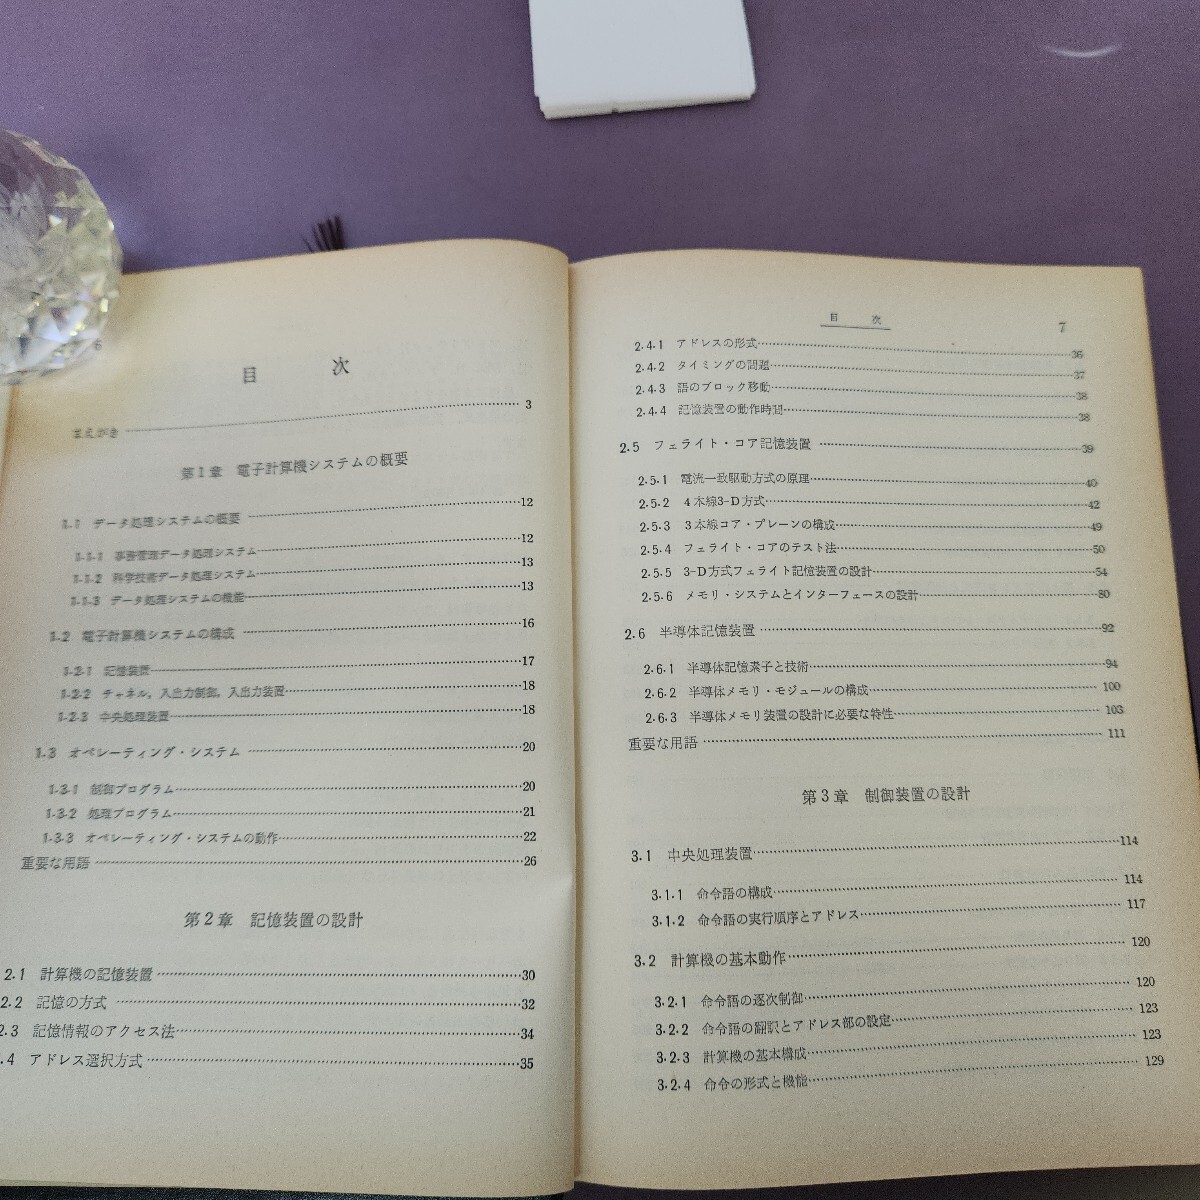 6
目 次
まえがき……3
第1章 電子計算機システムの概要
1.1 データ処理システムの概要……12
1.1.1 事務管理データ処理システム……12
1.1.2 科学技術データ処理システム……13
1.1.3 データ処理システムの機能……13
1.2 電子計算機システムの構成……16
1.2.1 記憶装置……17
1.2.2 チャネル，入出力制御，入出力装置……18
1.2.3 中央処理装置……18
1.3 オペレーティング・システム……20
1.3.1 制御プログラム……20
1.3.2 処理プログラム……21
1.3.3 オペレーティング・システムの動作……22
重要な用語……26
第2章 記憶装置の設計
2.1 計算機の記憶装置……30
2.2 記憶の方式……32
2.3 記憶情報のアクセス法……34
.4 アドレス選択方式……35
目 次 7
2.4.1 アドレスの形式……36
2.4.2 タイミングの問題……37
2.4.3 語のブロック移動……38
2.4.4 記憶装置の動作時間……38
2.5 フェライト・コア記憶装置……39
2.5.1 電流一致駆動方式の原理……40
2.5.2 4本線3-D方式……42
2.5.3 3本線コア・プレーンの構成……49
2.5.4 フェライト・コアのテスト法……50
2.5.5 3-D方式フェライト記憶装置の設計……54
2.5.6 メモリ・システムとインターフェースの設計……80
2.6 半導体記憶装置……92
2.6.1 半導体記憶素子と技術……94
2.6.2 半導体メモリ・モジュールの構成……100
2.6.3 半導体メモリ装置の設計に必要な特性……103
重要な用語……111
第3章 制御装置の設計
3.1 中央処理装置……114
3.1.1 命令語の構成……114
3.1.2 命令語の実行順序とアドレス……117
3.2 計算機の基本動作……120
3.2.1 命令語の逐次制御……120
3.2.2 命令語の翻訳とアドレス部の設定……123
3.2.3 計算機の基本構成……123
3.2.4 命令の形式と機能……129